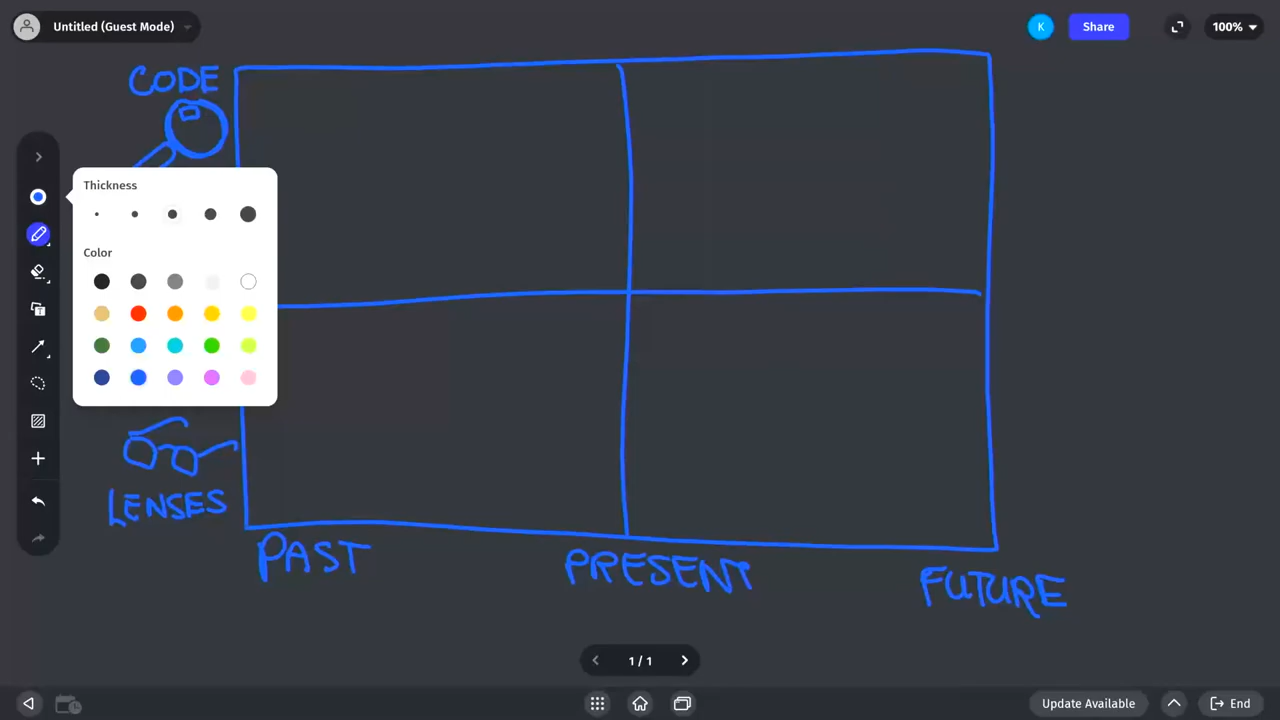 Untitled (Guest Mode)
K
Share
100%
CODE
Thickness
Color
LENSES
PAST
PRESENT
FUTURE
1 / 1
Update Available
End